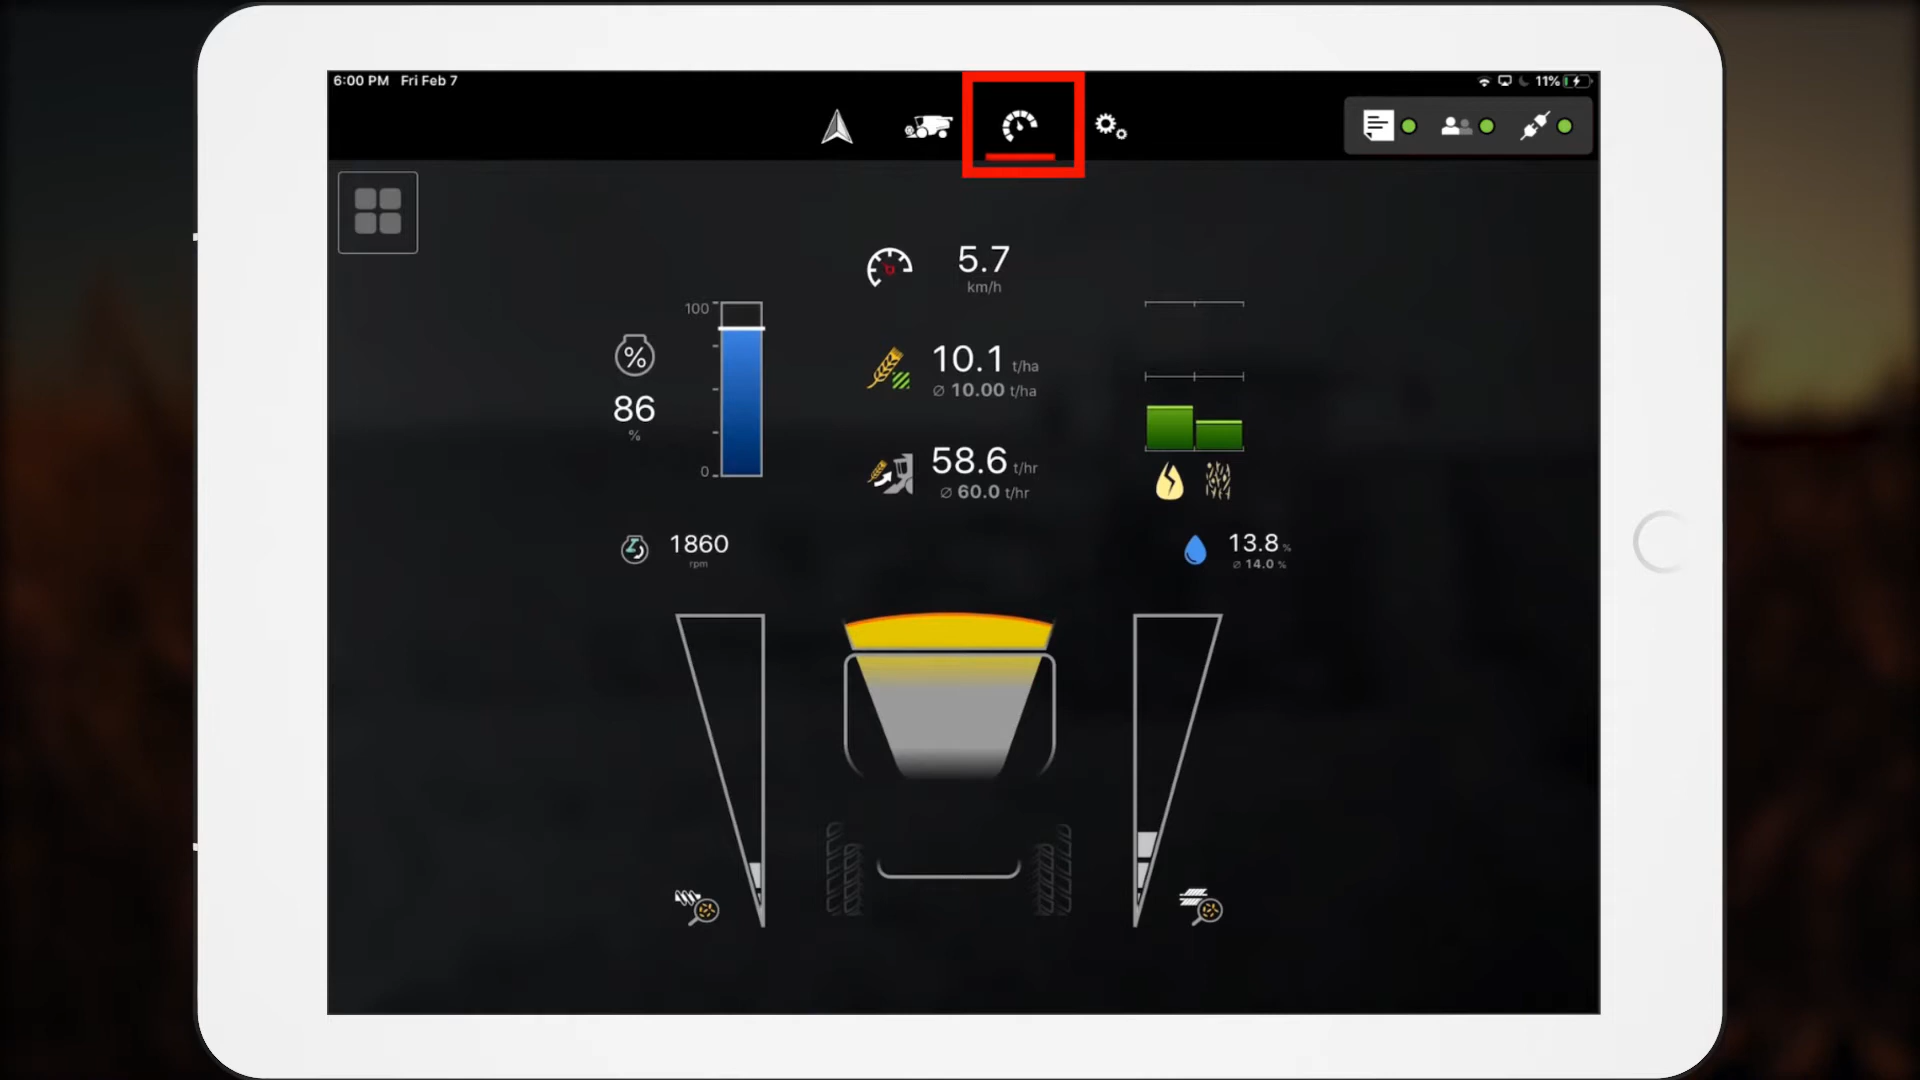 6:00 PM Fri Feb 7
11%
5.7
km/h
100
0
%
86
%
10.1 t/ha
⌀ 10.00 t/ha
58.6 t/hr
⌀ 60.0 t/hr
1860
rpm
13.8 %
⌀ 14.0 %